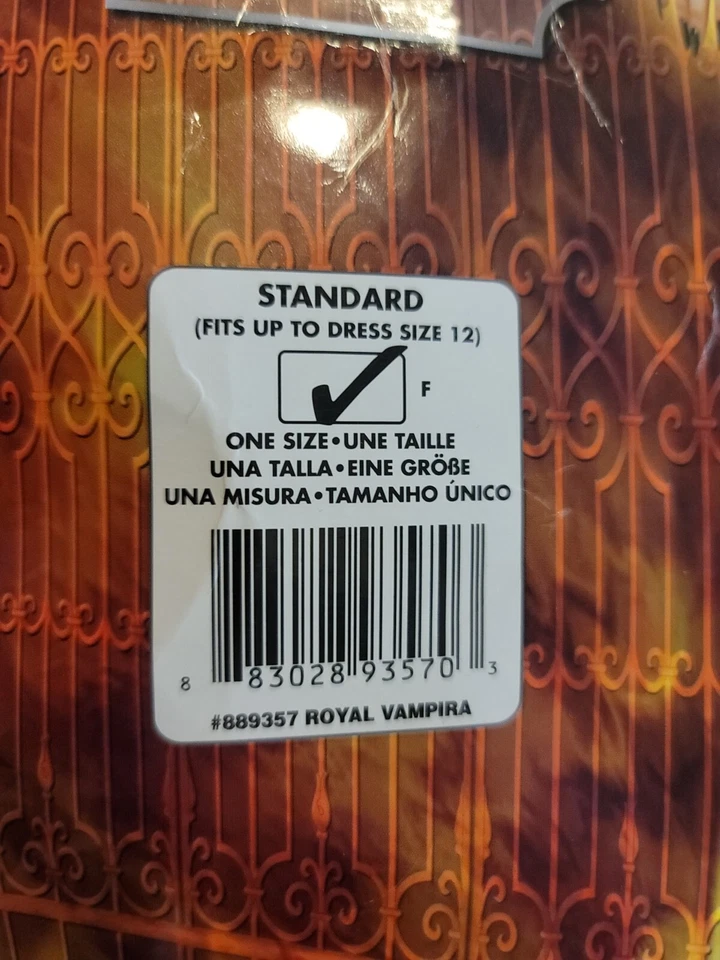 STANDARD
(FITS UP TO DRESS SIZE 12)
F
ONE SIZE•UNE TAILLE
UNA TALLA•EINE GRÖßE
UNA MISURA•TAMANHO ÚNICO
8 83028 93570 3
#889357 ROYAL VAMPIRA